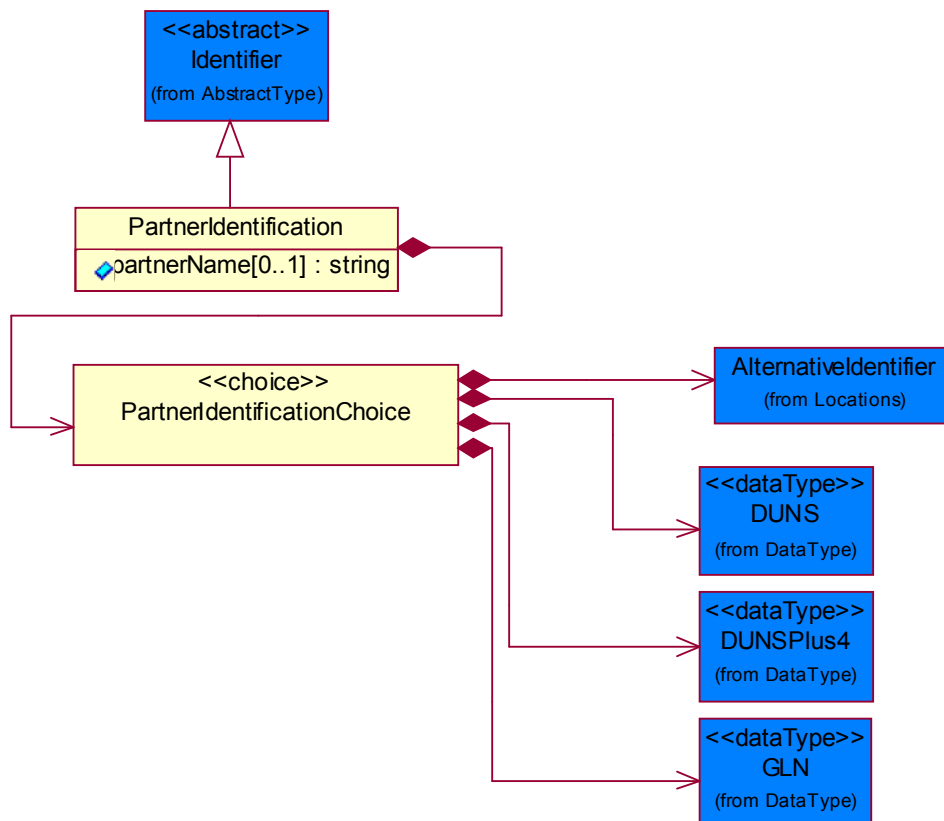 <<abstract>>
Identifier
(from AbstractType)
PartnerIdentification
partnerName[0..1] : string
<<choice>>
PartnerIdentificationChoice
AlternativeIdentifier
(from Locations)
<<dataType>>
DUNS
(from DataType)
<<dataType>>
DUNSPlus4
(from DataType)
<<dataType>>
GLN
(from DataType)